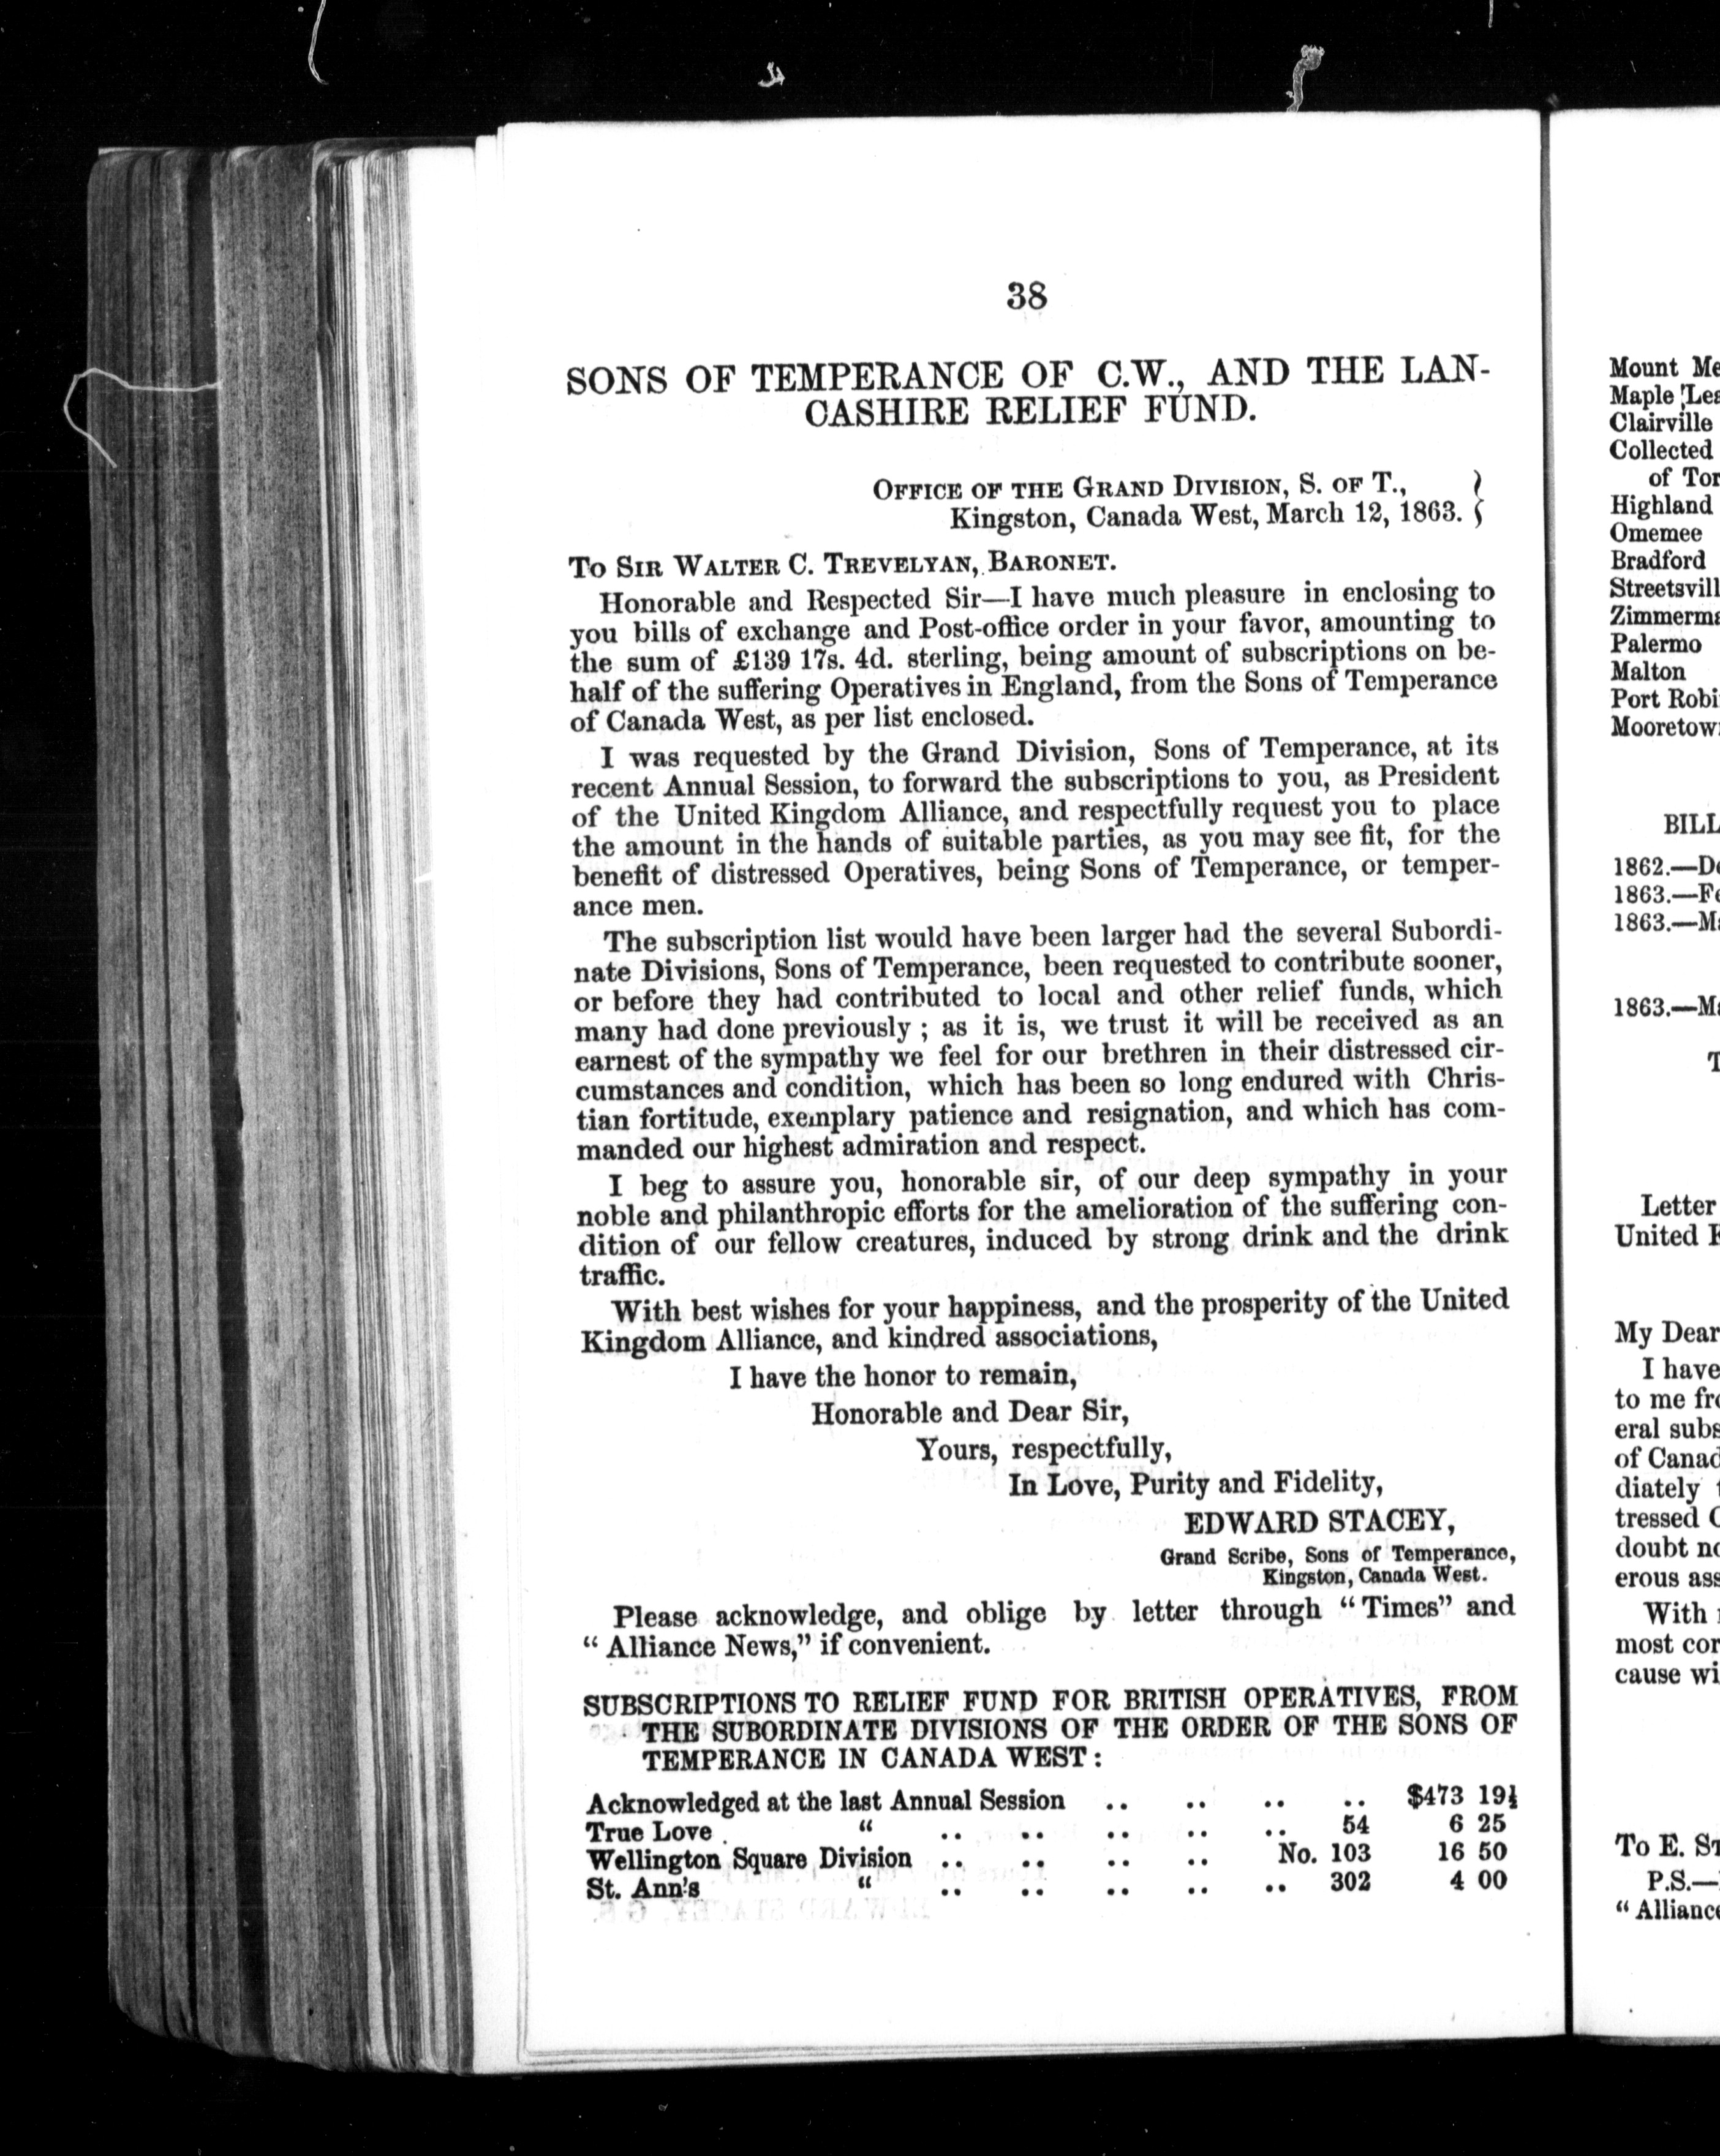 38
SONS OF TEMPERANCE OF C.W., AND THE LAN-
CASHIRE RELIEF FUND.
OFFICE OF THE GRAND DIVISION, S. OF T.,
Kingston, Canada West, March 12, 1863.
TO SIR WALTER C. TREVELYAN, BARONET.
Honorable and Respected Sir—I have much pleasure in enclosing to
you bills of exchange and Post-office order in your favor, amounting to
the sum of £139 17s. 4d. sterling, being amount of subscriptions on be-
half of the suffering Operatives in England, from the Sons of Temperance
of Canada West, as per list enclosed.
I was requested by the Grand Division, Sons of Temperance, at its
recent Annual Session, to forward the subscriptions to you, as President
of the United Kingdom Alliance, and respectfully request you to place
the amount in the hands of suitable parties, as you may see fit, for the
benefit of distressed Operatives, being Sons of Temperance, or temper-
ance men.
The subscription list would have been larger had the several Subordi-
nate Divisions, Sons of Temperance, been requested to contribute sooner,
or before they had contributed to local and other relief funds, which
many had done previously ; as it is, we trust it will be received as an
earnest of the sympathy we feel for our brethren in their distressed cir-
cumstances and condition, which has been so long endured with Chris-
tian fortitude, exemplary patience and resignation, and which has com-
manded our highest admiration and respect.
I beg to assure you, honorable sir, of our deep sympathy in your
noble and philanthropic efforts for the amelioration of the suffering con-
dition of our fellow creatures, induced by strong drink and the drink
traffic.
With best wishes for your happiness, and the prosperity of the United
Kingdom Alliance, and kindred associations,
I have the honor to remain,
Honorable and Dear Sir,
Yours, respectfully,
In Love, Purity and Fidelity,
EDWARD STACEY,
Grand Scribe, Sons of Temperance,
Kingston, Canada West.
Please acknowledge, and oblige by letter through "Times" and
"Alliance News," if convenient.
SUBSCRIPTIONS TO RELIEF FUND FOR BRITISH OPERATIVES, FROM
THE SUBORDINATE DIVISIONS OF THE ORDER OF THE SONS OF
TEMPERANCE IN CANADA WEST :
Acknowledged at the last Annual Session .. .. .. .. $473 19½
True Love " .. .. .. .. .. 54 6 25
Wellington Square Division .. .. .. .. No. 103 16 50
St. Ann's " .. .. .. .. .. 302 4 00
Mount
Maple
Clairville
Collected
of
Highland
Omemee
Bradford
Palermo
Malton
Port
1862.—
1863.—
1863.—
1863.—
Letter
United
My Dear
I have
to me
eral
of
diately
tressed
doubt
erous
With
most
cause
To E.
P.S.—